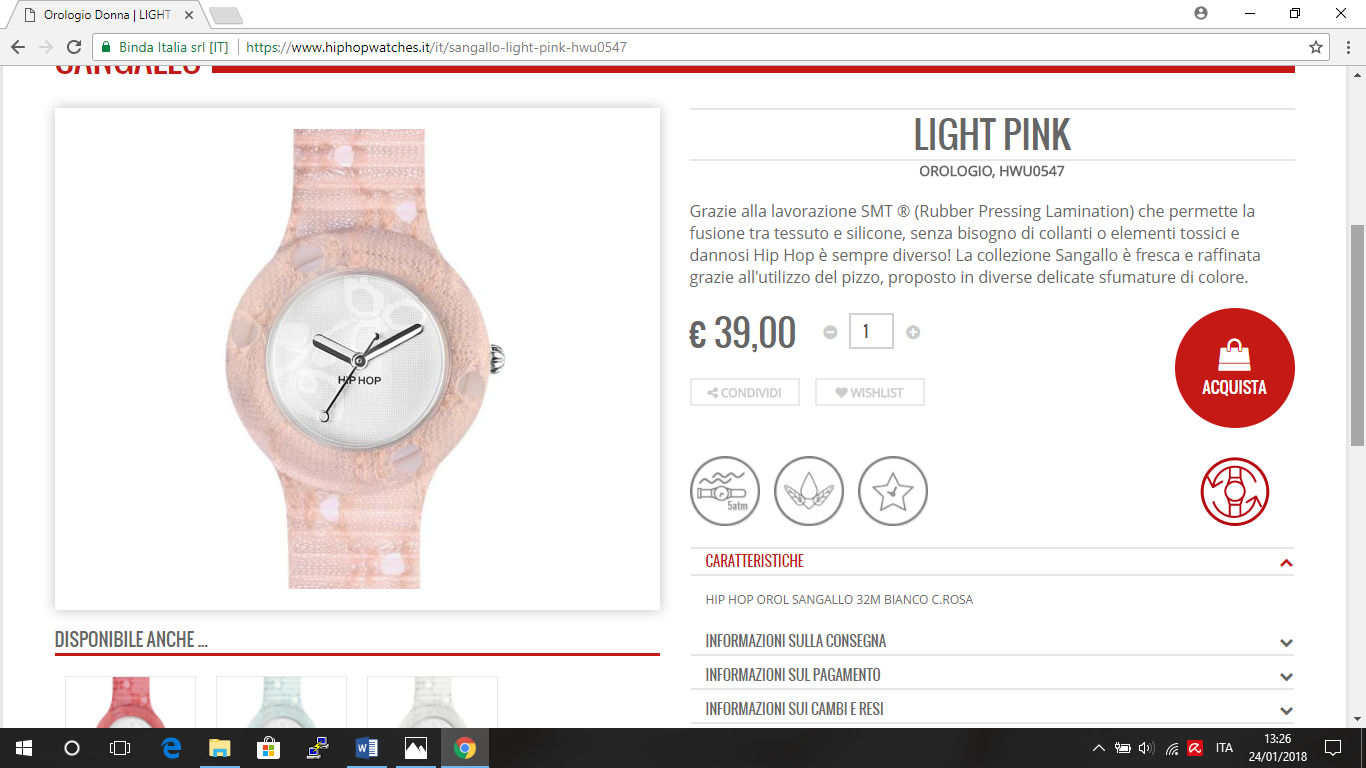 Orologio Donna | LIGHT
Binda Italia srl [IT]
https://www.hiphopwatches.it/it/sangallo-light-pink-hwu0547
SANGALLO
HIP HOP
LIGHT PINK
OROLOGIO, HWU0547
Grazie alla lavorazione SMT ® (Rubber Pressing Lamination) che permette la
fusione tra tessuto e silicone, senza bisogno di collanti o elementi tossici e
dannosi Hip Hop è sempre diverso! La collezione Sangallo è fresca e raffinata
grazie all'utilizzo del pizzo, proposto in diverse delicate sfumature di colore.
€ 39,00
1
ACQUISTA
CONDIVIDI
WISHLIST
5atm
CARATTERISTICHE
HIP HOP OROL SANGALLO 32M BIANCO C.ROSA
INFORMAZIONI SULLA CONSEGNA
INFORMAZIONI SUL PAGAMENTO
INFORMAZIONI SUI CAMBI E RESI
DISPONIBILE ANCHE ...
ITA
13:26
24/01/2018